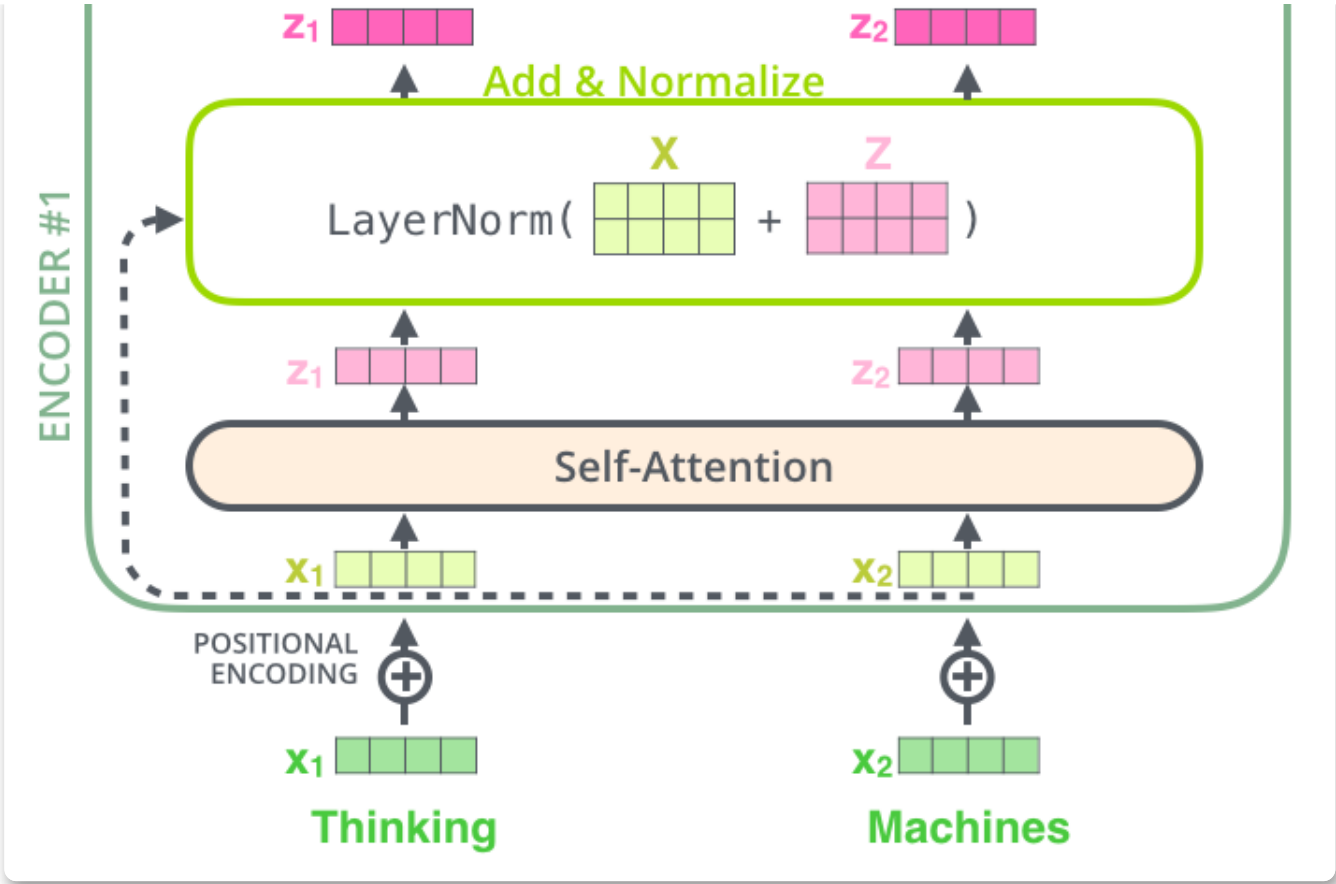 z₁ z₂
Add & Normalize
X Z
LayerNorm( + )
ENCODER #1
z₁ z₂
Self-Attention
x₁ x₂
POSITIONAL
ENCODING
x₁ x₂
Thinking Machines